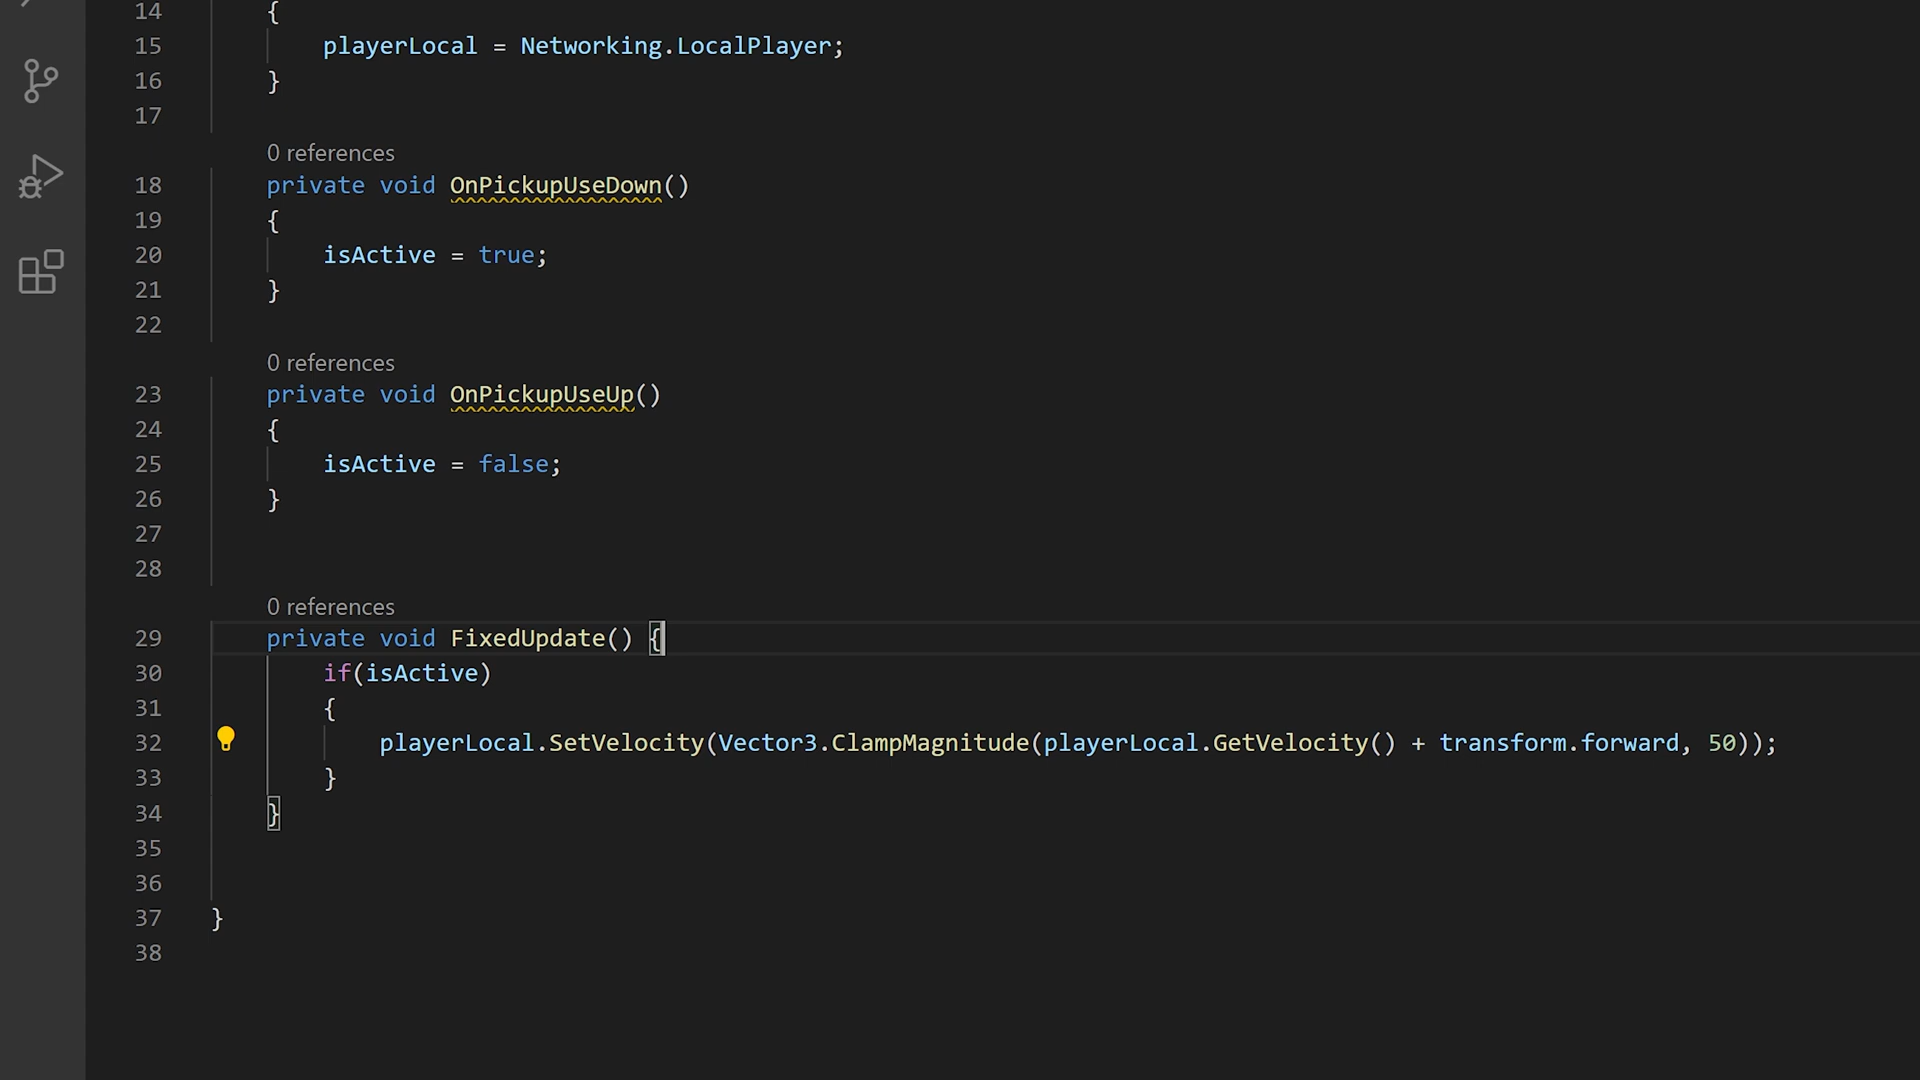 14 {
15 playerLocal = Networking.LocalPlayer;
16 }
17
0 references
18 private void OnPickupUseDown()
19 {
20 isActive = true;
21 }
22
0 references
23 private void OnPickupUseUp()
24 {
25 isActive = false;
26 }
27
28
0 references
29 private void FixedUpdate() {
30 if(isActive)
31 {
32 playerLocal.SetVelocity(Vector3.ClampMagnitude(playerLocal.GetVelocity() + transform.forward, 50));
33 }
34 }
35
36
37 }
38